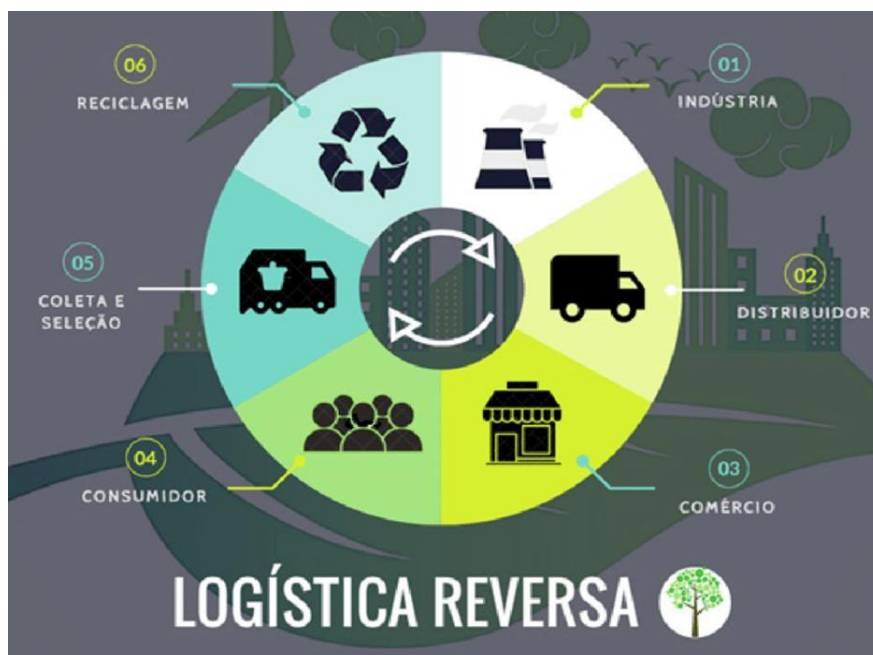 01
INDÚSTRIA
02
DISTRIBUIDOR
03
COMÉRCIO
04
CONSUMIDOR
05
COLETA E
SELEÇÃO
06
RECICLAGEM
LOGÍSTICA REVERSA